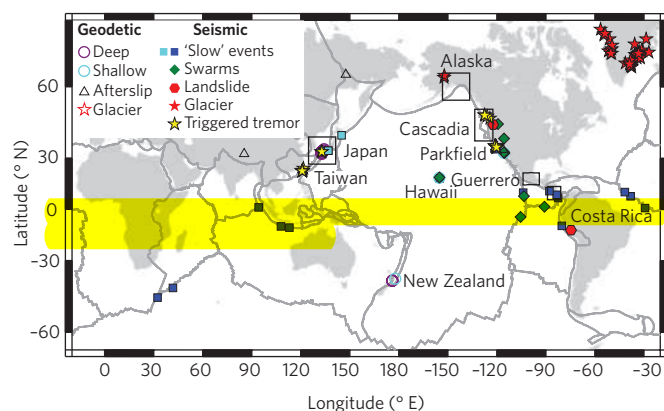 Geodetic Seismic
Deep 'Slow' events
Shallow Swarms
Afterslip Landslide
Glacier Glacier
Triggered tremor
Alaska
Cascadia
Japan
Parkfield
Taiwan
Guerrero
Hawaii
Costa Rica
New Zealand
60
30
0
−30
−60
Latitude (° N)
0 30 60 90 120 150 180 −150 −120 −90 −60 −30
Longitude (° E)